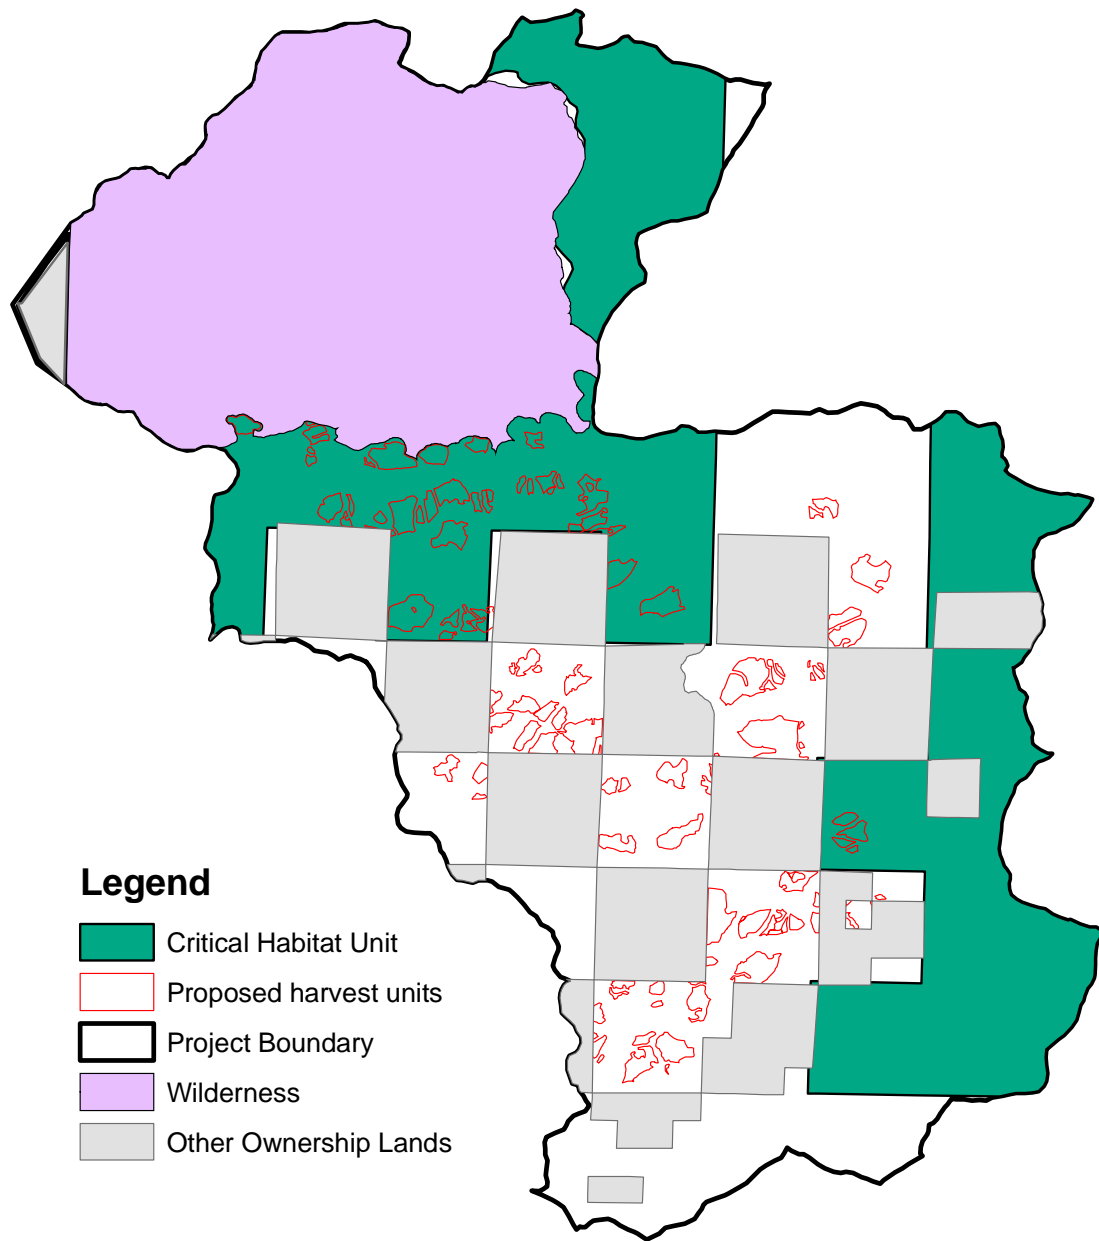 Legend
Critical Habitat Unit
Proposed harvest units
Project Boundary
Wilderness
Other Ownership Lands